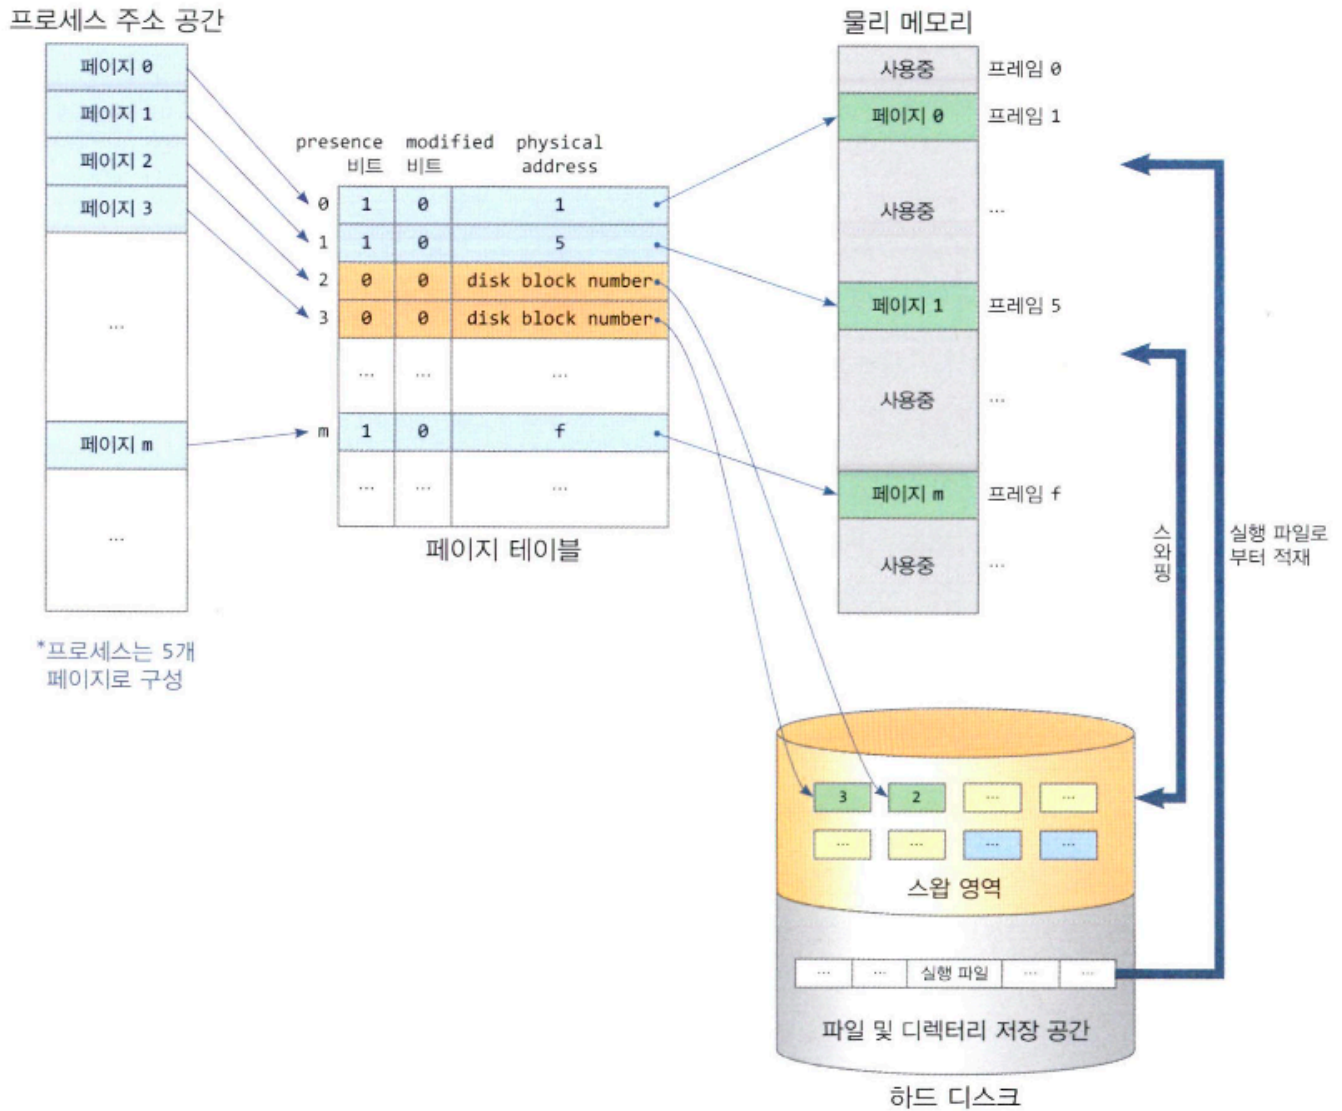 프로세스 주소 공간
페이지 0
페이지 1
페이지 2
페이지 3
...
페이지 m
...
*프로세스는 5개
페이지로 구성
presence modified physical
비트 비트 address
0 1 0 1
1 1 0 5
2 0 0 disk block number
3 0 0 disk block number
... ... ...
m 1 0 f
... ... ...
페이지 테이블
물리 메모리
사용중 프레임 0
페이지 0 프레임 1
사용중 ...
페이지 1 프레임 5
사용중 ...
페이지 m 프레임 f
사용중 ...
스와핑
실행 파일로
부터 적재
3 2 ... ...
... ... ... ...
스왑 영역
... ... 실행 파일 ... ...
파일 및 디렉터리 저장 공간
하드 디스크